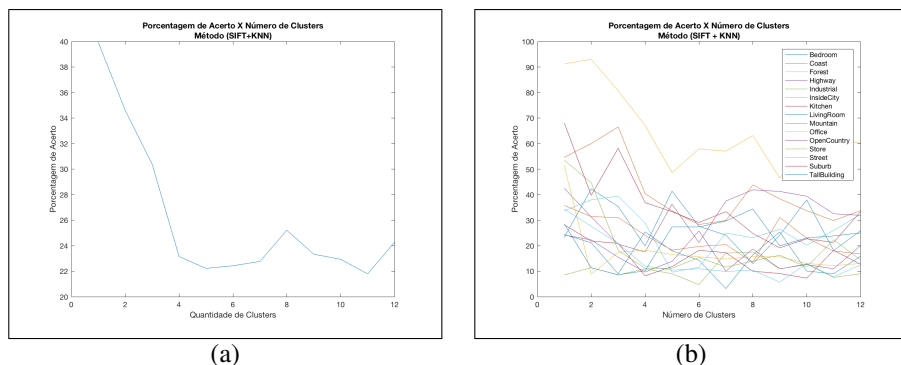 Porcentagem de Acerto X Número de Clusters
Método (SIFT+KNN)
Porcentagem de Acerto
40
38
36
34
32
30
28
26
24
22
20
0 2 4 6 8 10 12
Quantidade de Clusters
(a)
Porcentagem de Acerto X Número de Clusters
Método (SIFT + KNN)
Porcentagem de Acerto
100
90
80
70
60
50
40
30
20
10
0
0 2 4 6 8 10 12
Número de Clusters
Bedroom
Coast
Forest
Highway
Industrial
InsideCity
Kitchen
LivingRoom
Mountain
Office
OpenCountry
Store
Street
Suburb
TallBuilding
(b)